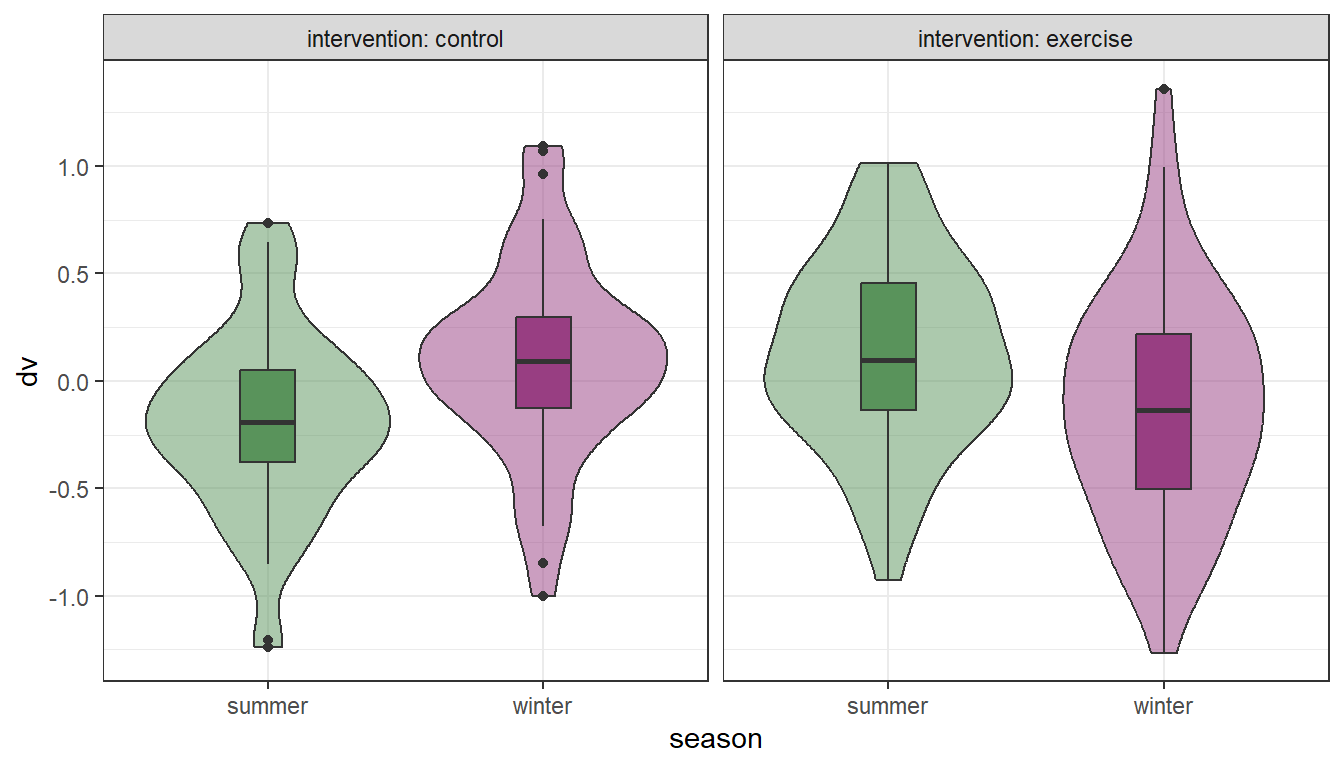 intervention: control
intervention: exercise
dv
1.0
0.5
0.0
-0.5
-1.0
summer
winter
summer
winter
season